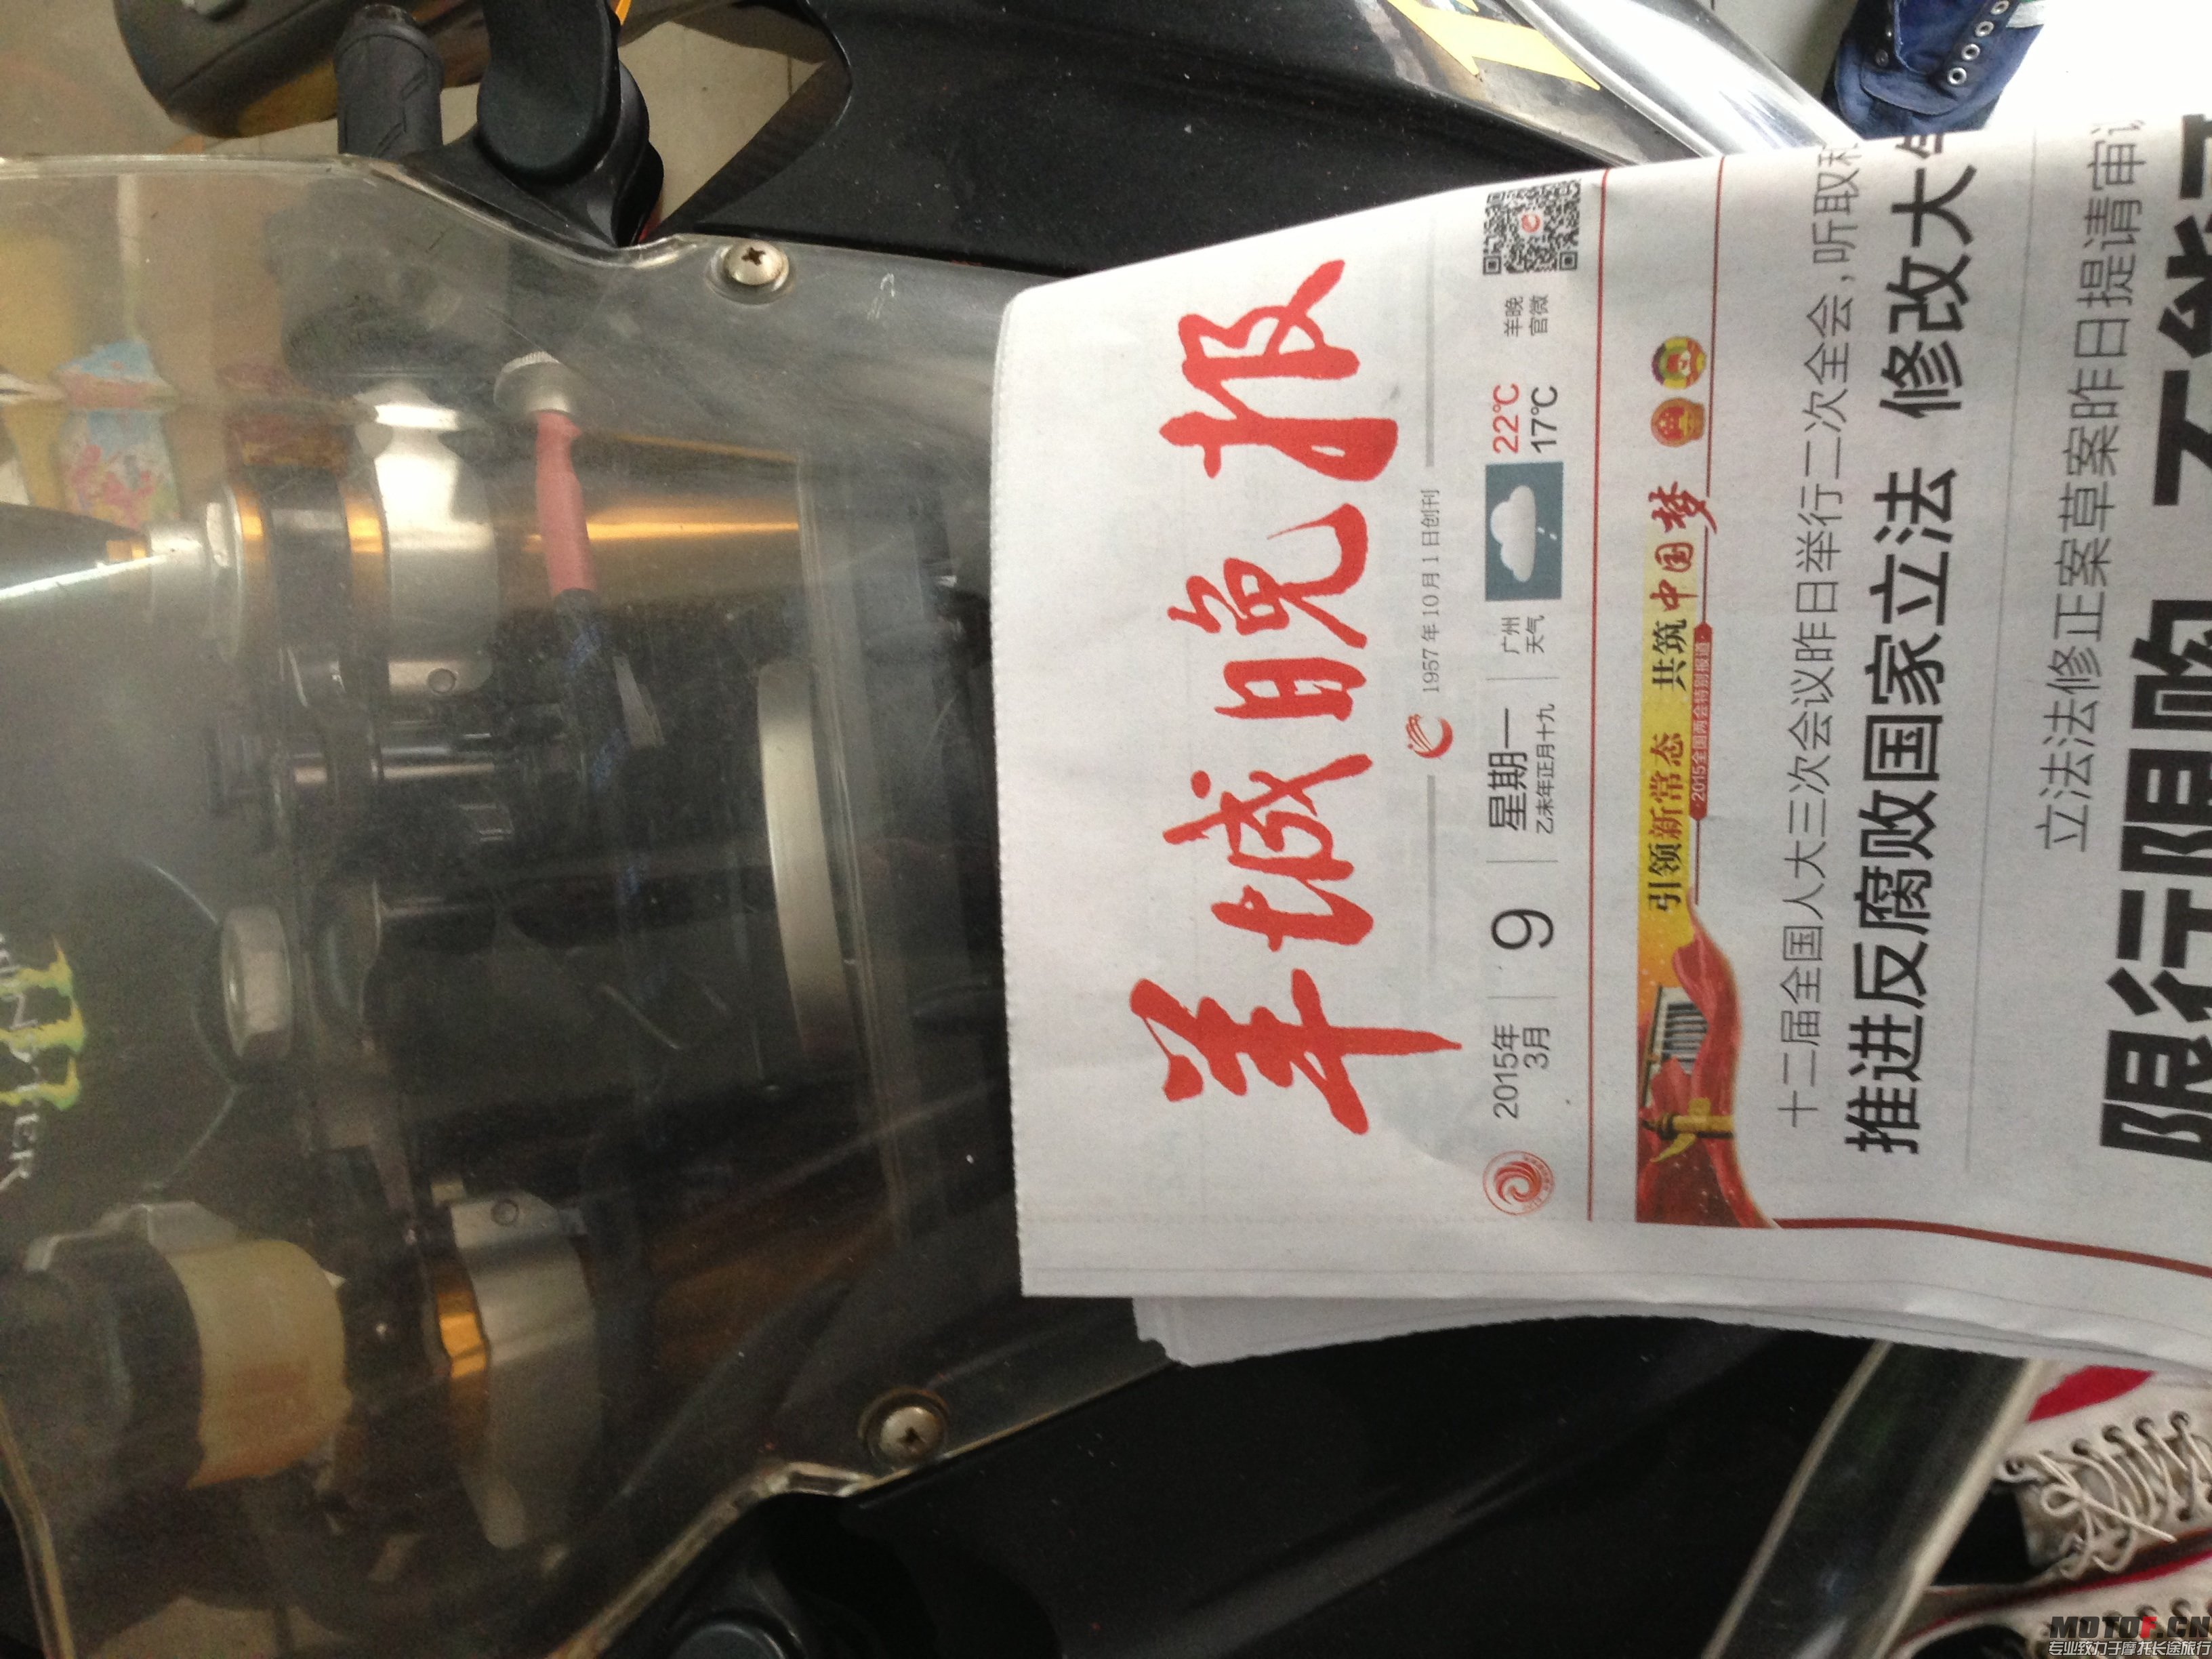 羊城晚报
1957年10月1日创刊
2015年
3月
9
星期一
乙未年正月十九
广州
天气
22℃
17℃
羊晚
官微
引领新常态 共筑中国梦
2015全国两会特别报道
十二届全国人大三次会议昨日举行二次全会，听取
推进反腐败国家立法 修改大
立法法修正案草案昨日提请审
限行限购
MOTOF.CN
专业致力于摩托长途旅行